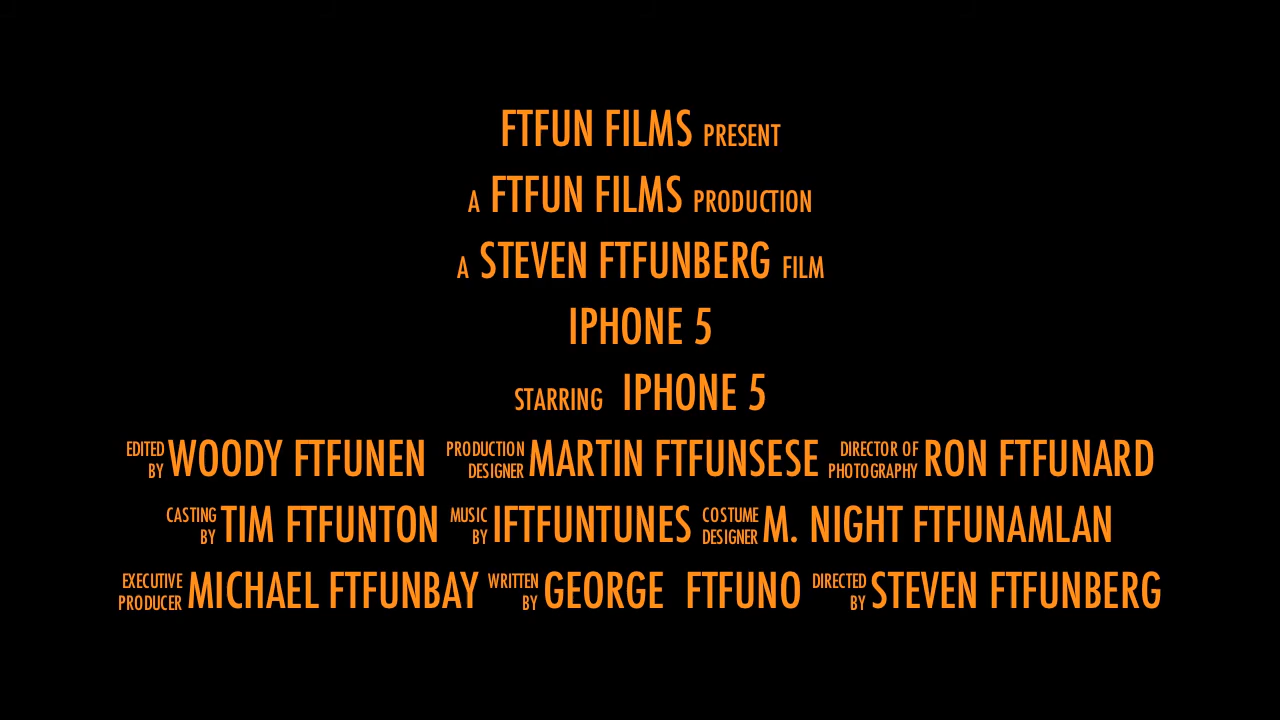 FTFUN FILMS PRESENT
A FTFUN FILMS PRODUCTION
A STEVEN FTFUNBERG FILM
IPHONE 5
STARRING IPHONE 5
EDITED BY WOODY FTFUNEN PRODUCTION DESIGNER MARTIN FTFUNSESE DIRECTOR OF PHOTOGRAPHY RON FTFUNARD
CASTING BY TIM FTFUNTON MUSIC BY IFTFUNTUNES COSTUME DESIGNER M. NIGHT FTFUNAMLAN
EXECUTIVE PRODUCER MICHAEL FTFUNBAY WRITTEN BY GEORGE FTFUNO DIRECTED BY STEVEN FTFUNBERG